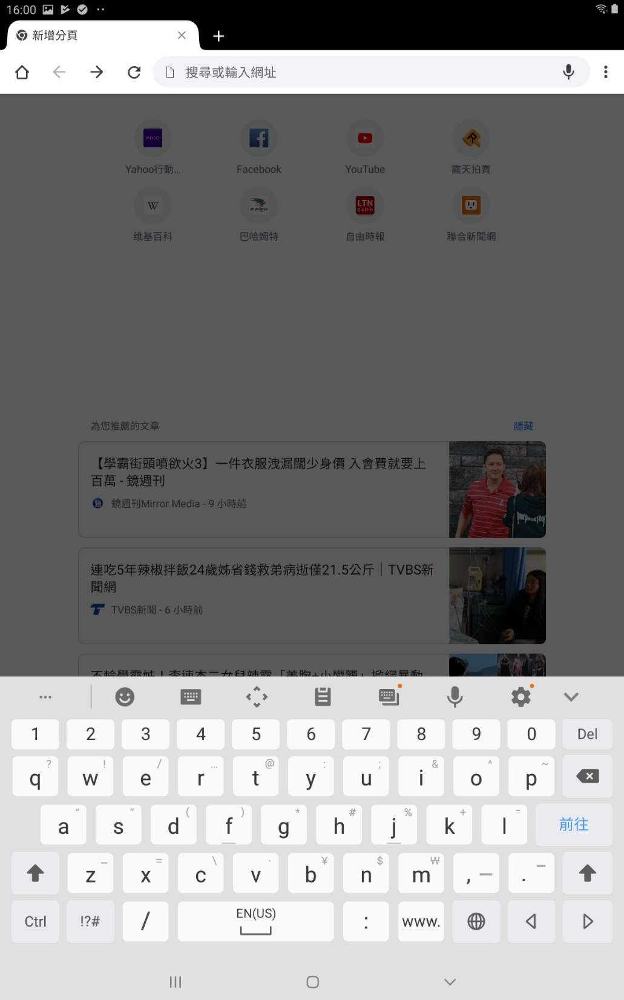 16:00
新增分頁
搜尋或輸入網址
YAHOO!
Yahoo行動...
Facebook
YouTube
露天拍賣
W
维基百科
巴哈姆特
LTN
自由時報
自由時報
聯合新聞網
為您推薦的文章
隱藏
【學霸街頭噴欲火3】一件衣服洩漏闊少身價 入會費就要上
百萬 - 鏡週刊
鏡週刊Mirror Media - 9 小時前
連吃5年辣椒拌飯24歲姊省錢救弟病逝僅21.5公斤│TVBS新
聞網
TVBS新聞 - 6 小時前
1 2 3 4 5 6 7 8 9 0 Del
? ! / ... @ : ; & ^ ~
q w e r t y u i o p
" " ( ) * # % + -
a s d f g h j k l 前往
_ = \ · ¥ $ ₩
z x c v b n m , — . –
Ctrl !?# / EN(US) : www.